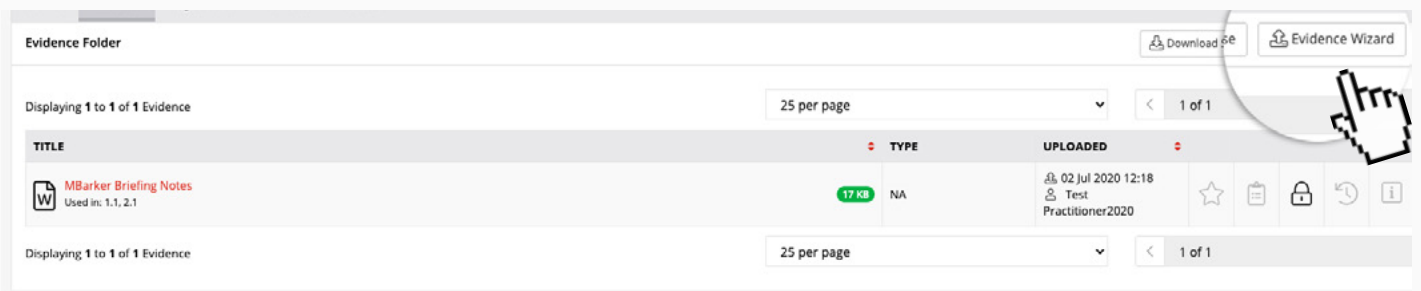 Evidence Folder
Download
se
Evidence Wizard
Displaying 1 to 1 of 1 Evidence
25 per page
1 of 1
TITLE
TYPE
UPLOADED
MBarker Briefing Notes
Used in: 1.1, 2.1
17 KB
NA
02 Jul 2020 12:18
Test
Practitioner2020
Displaying 1 to 1 of 1 Evidence
25 per page
1 of 1